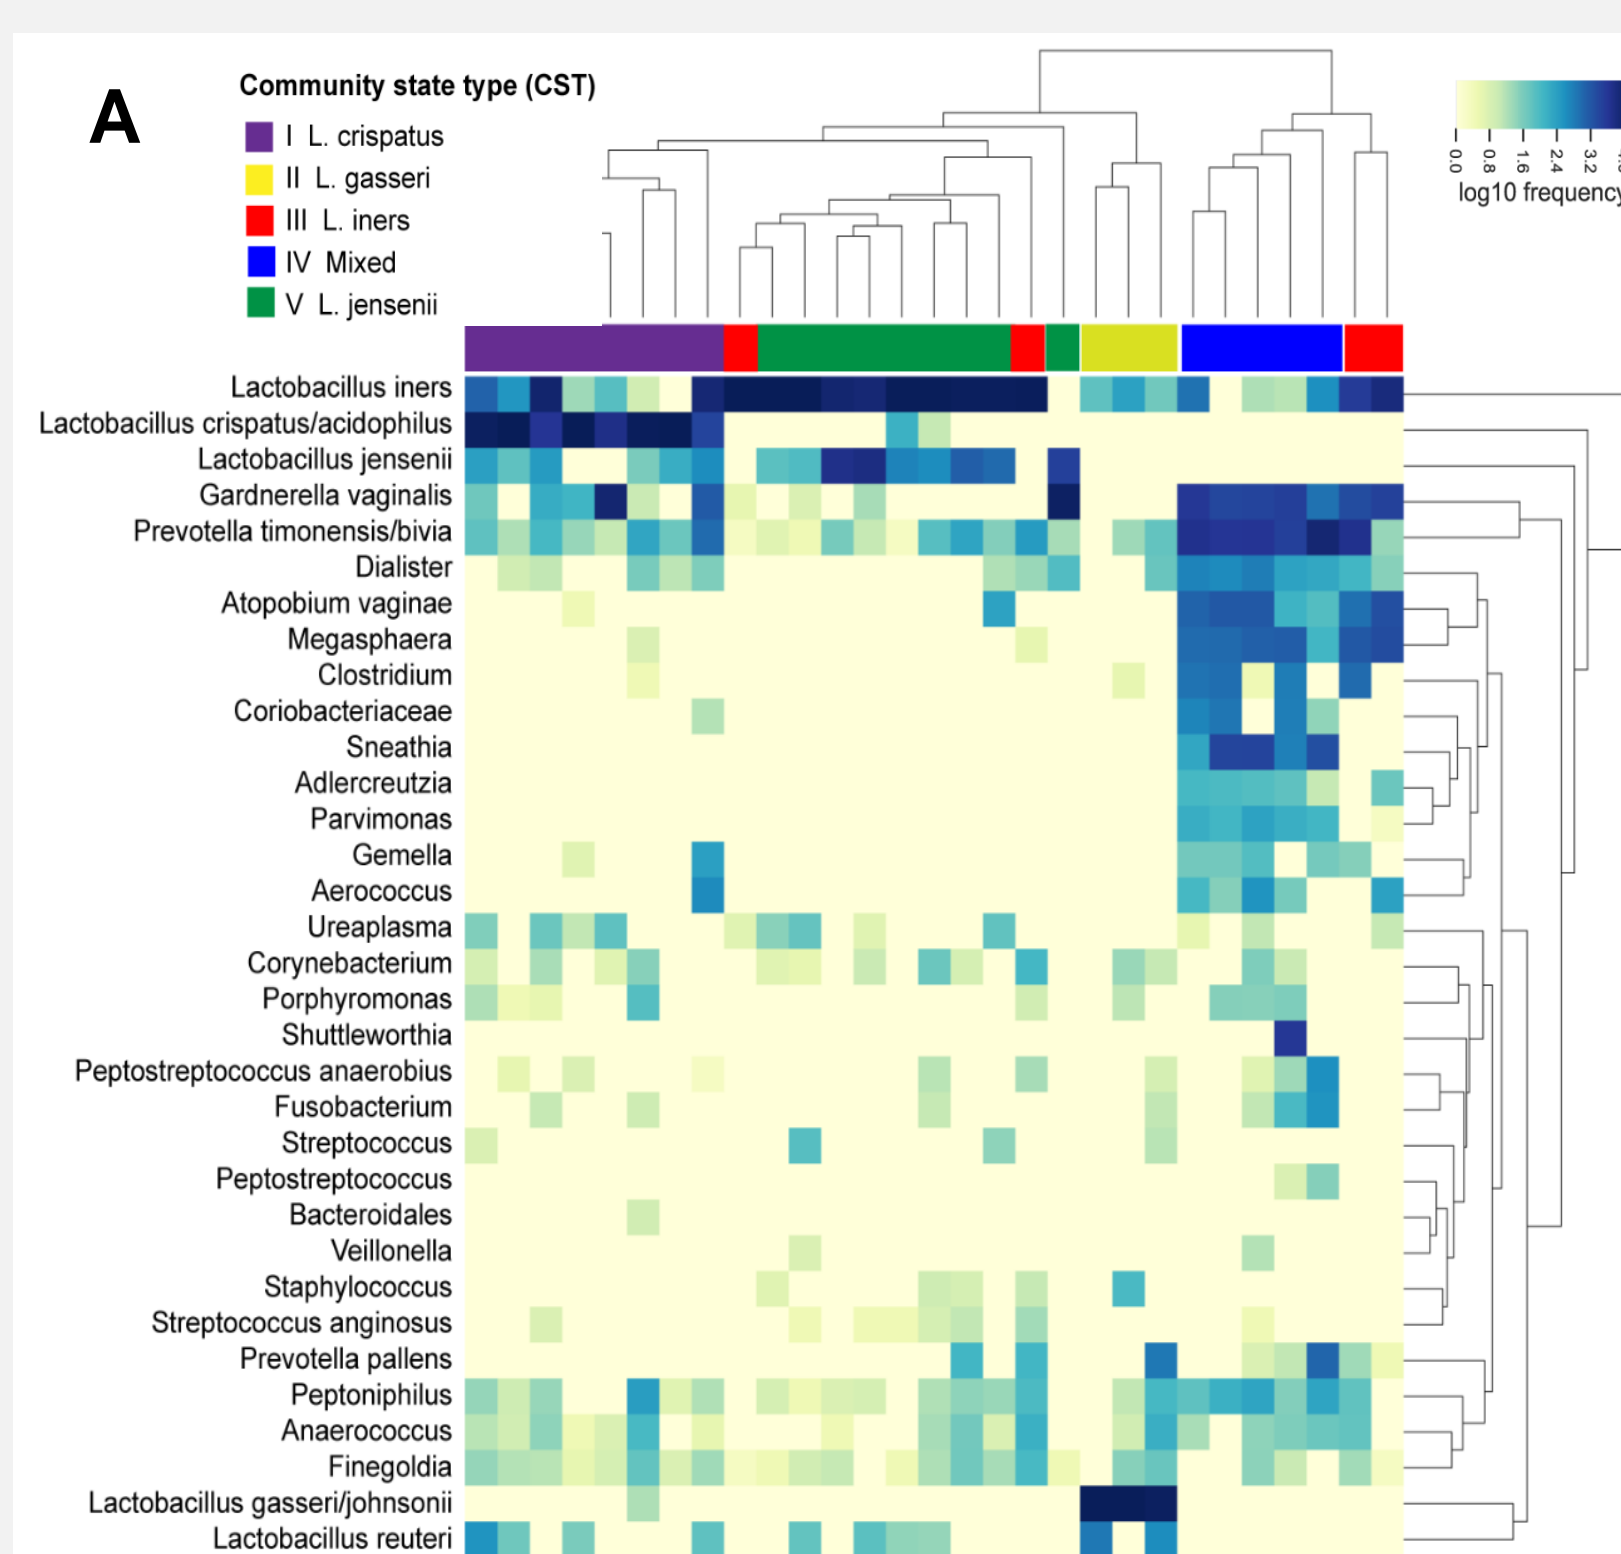 A
Community state type (CST)
I L. crispatus
II L. gasseri
III L. iners
IV Mixed
V L. jensenii
0.0 0.8 1.6 2.4 3.2
log10 frequency
Lactobacillus iners
Lactobacillus crispatus/acidophilus
Lactobacillus jensenii
Gardnerella vaginalis
Prevotella timonensis/bivia
Dialister
Atopobium vaginae
Megasphaera
Clostridium
Coriobacteriaceae
Sneathia
Adlercreutzia
Parvimonas
Gemella
Aerococcus
Ureaplasma
Corynebacterium
Porphyromonas
Shuttleworthia
Peptostreptococcus anaerobius
Fusobacterium
Streptococcus
Peptostreptococcus
Bacteroidales
Veillonella
Staphylococcus
Streptococcus anginosus
Prevotella pallens
Peptoniphilus
Anaerococcus
Finegoldia
Lactobacillus gasseri/johnsonii
Lactobacillus reuteri